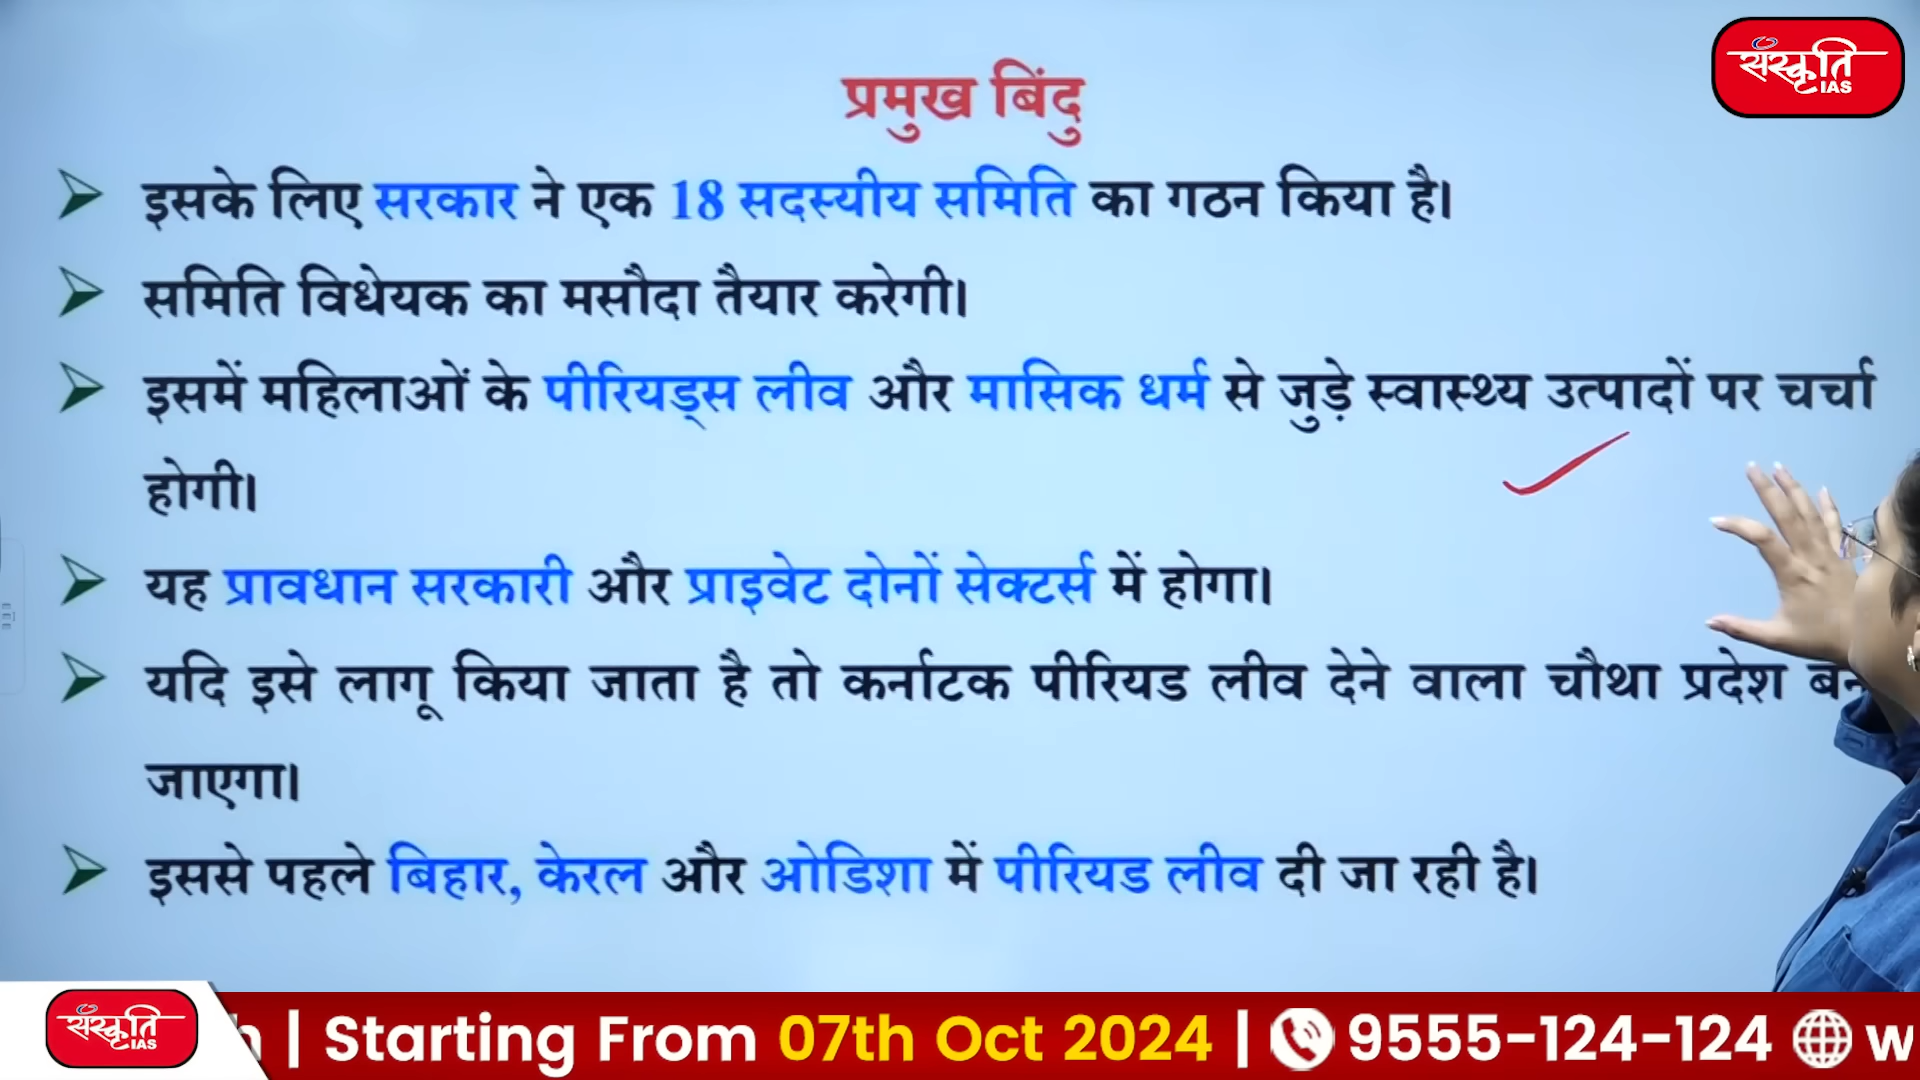 संस्कृति
IAS
प्रमुख बिंदु
इसके लिए सरकार ने एक 18 सदस्यीय समिति का गठन किया है।
समिति विधेयक का मसौदा तैयार करेगी।
इसमें महिलाओं के पीरियड्स लीव और मासिक धर्म से जुड़े स्वास्थ्य उत्पादों पर चर्चा
होगी।
यह प्रावधान सरकारी और प्राइवेट दोनों सेक्टर्स में होगा।
यदि इसे लागू किया जाता है तो कर्नाटक पीरियड लीव देने वाला चौथा प्रदेश बन
जाएगा।
इससे पहले बिहार, केरल और ओडिशा में पीरियड लीव दी जा रही है।
संस्कृति
IAS
h | Starting From 07th Oct 2024 | 9555-124-124 w